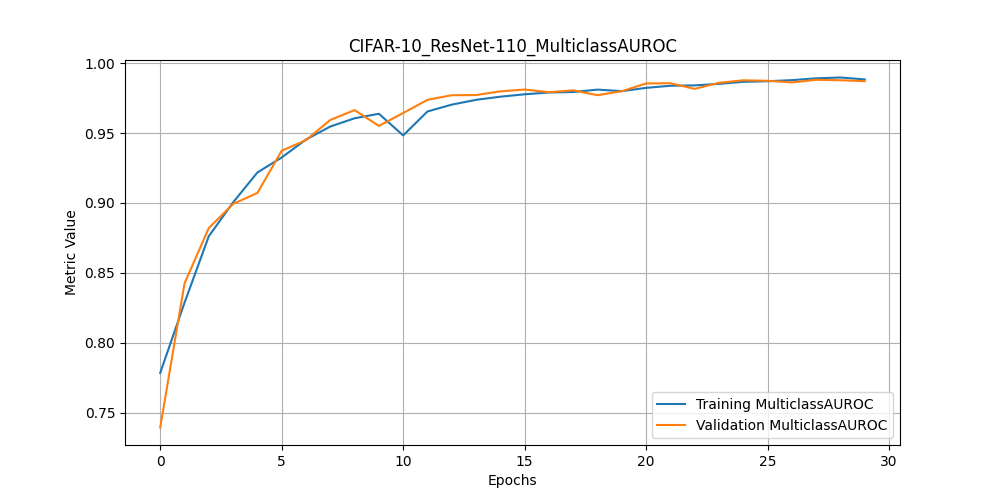 CIFAR-10_ResNet-110_MulticlassAUROC
Metric Value
1.00
0.95
0.90
0.85
0.80
0.75
0
5
10
15
20
25
30
Epochs
Training MulticlassAUROC
Validation MulticlassAUROC